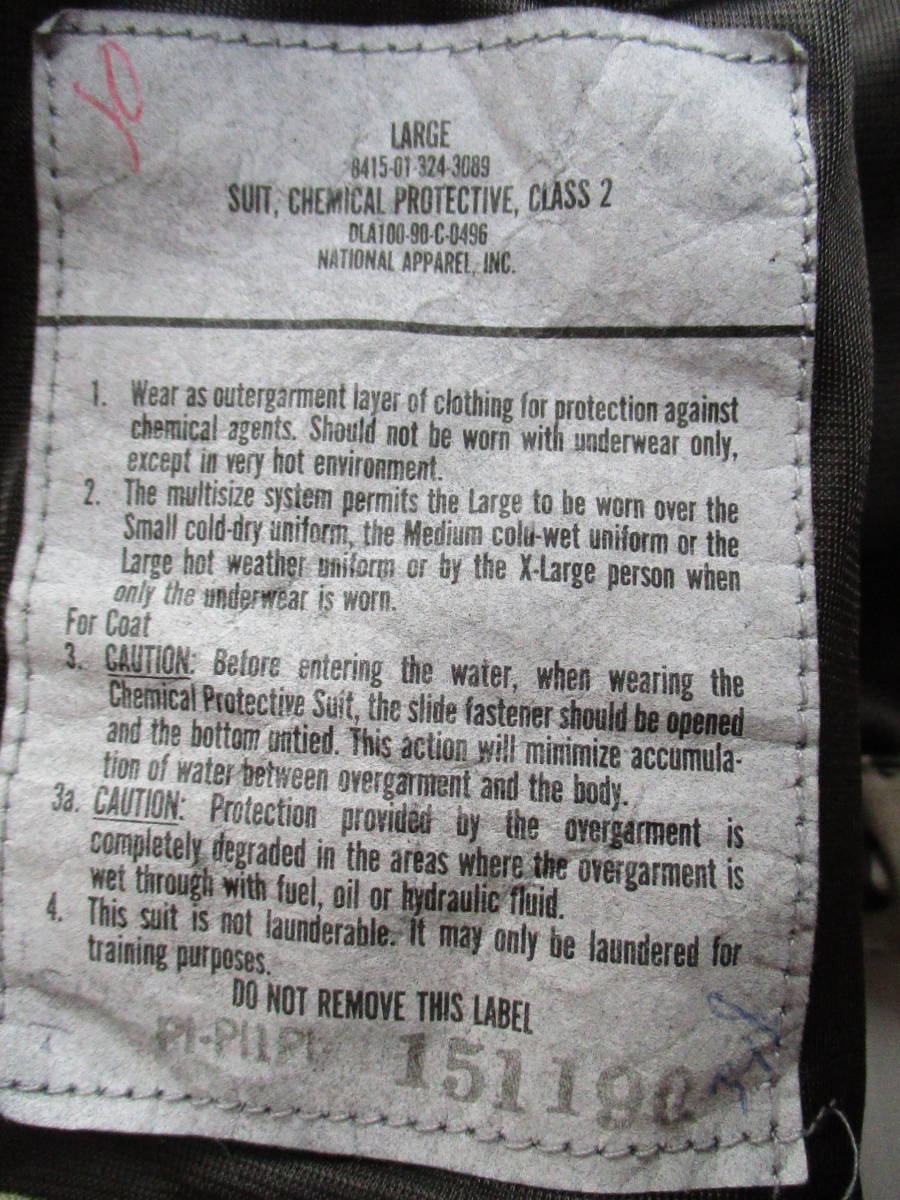 LARGE
8415-01-324-3089
SUIT, CHEMICAL PROTECTIVE, CLASS 2
DLA100-90-C-0496
NATIONAL APPAREL, INC.
1. Wear as outergarment layer of clothing for protection against
chemical agents. Should not be worn with underwear only,
except in very hot environment.
2. The multisize system permits the Large to be worn over the
Small cold-dry uniform, the Medium cold-wet uniform or the
Large hot weather uniform or by the X-Large person when
only the underwear is worn.
For Coat
3. CAUTION: Before entering the water, when wearing the
Chemical Protective Suit, the slide fastener should be opened
and the bottom untied. This action will minimize accumula-
tion of water between overgarment and the body.
3a. CAUTION: Protection provided by the overgarment is
completely degraded in the areas where the overgarment is
wet through with fuel, oil or hydraulic fluid.
4. This suit is not launderable. It may only be laundered for
training purposes.
DO NOT REMOVE THIS LABEL
151190